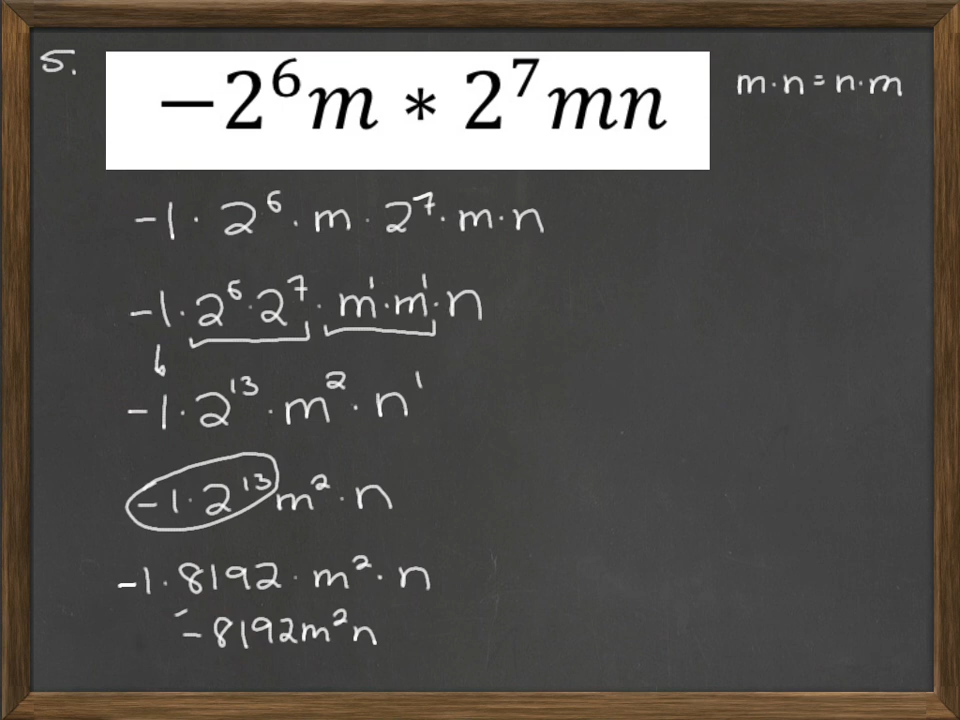 5.
−2⁶m ∗ 2⁷mn
m·n = n·m
-1 · 2⁶ · m · 2⁷ · m · n
-1 · 2⁶ · 2⁷ · m¹ · m¹ · n
-1 · 2¹³ · m² · n¹
-1 · 2¹³ m² · n
-1 · 8192 · m² · n
-8192m²n